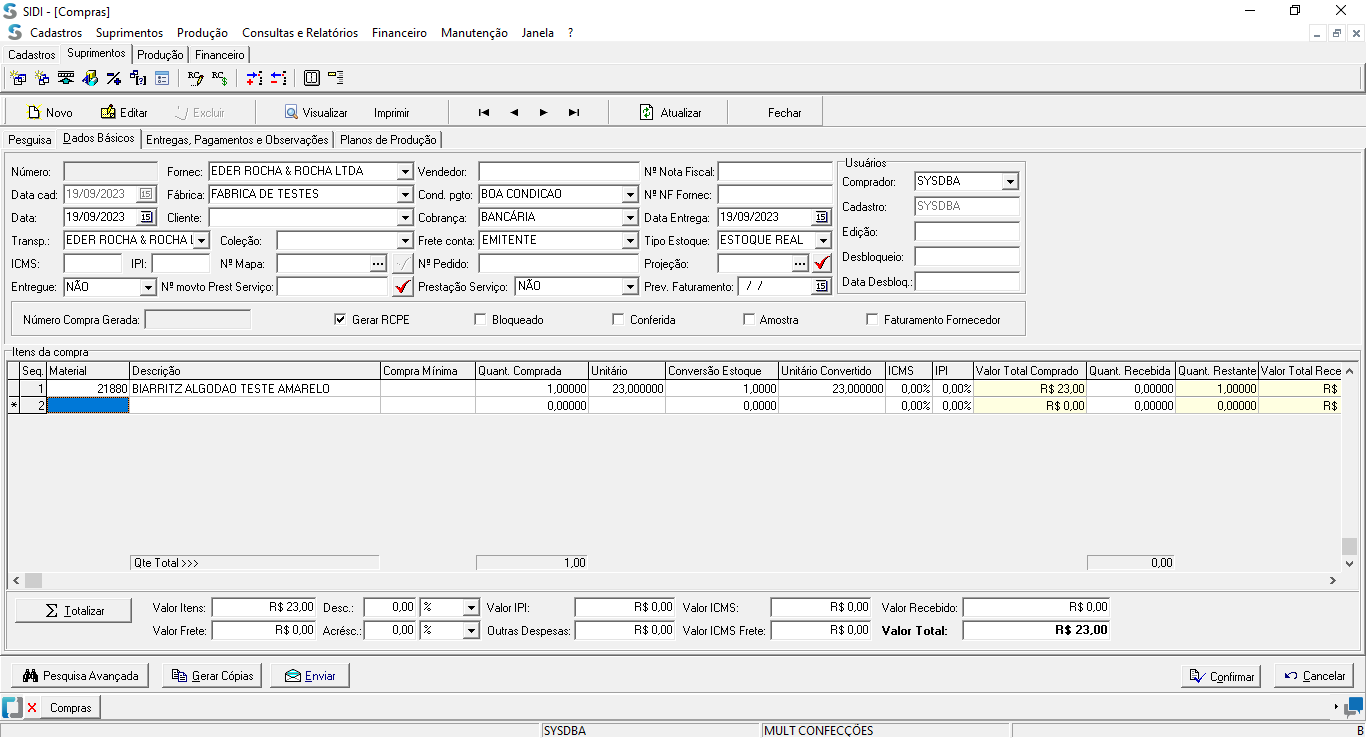 SIDI - [Compras]
Cadastros Suprimentos Produção Consultas e Relatórios Financeiro Manutenção Janela ?
Cadastros Suprimentos Produção Financeiro
Novo Editar Excluir Visualizar Imprimir Atualizar Fechar
Pesquisa Dados Básicos Entregas, Pagamentos e Observações Planos de Produção
Número: Fornec: EDER ROCHA & ROCHA LTDA Vendedor: Nº Nota Fiscal: Usuários
Comprador: SYSDBA
Data cad: 19/09/2023 15 Fábrica: FABRICA DE TESTES Cond. pgto: BOA CONDICAO Nº NF Fornec:
Cadastro: SYSDBA
Data: 19/09/2023 15 Cliente: Cobrança: BANCÁRIA Data Entrega: 19/09/2023 15
Edição:
Transp.: EDER ROCHA & ROCHA L Coleção: Frete conta: EMITENTE Tipo Estoque: ESTOQUE REAL
Desbloqueio:
ICMS: IPI: Nº Mapa: ... Nº Pedido: Projeção: ...
Data Desbloq.:
Entregue: NÃO Nº movto Prest Serviço: Prestação Serviço: NÃO Prev. Faturamento: / / 15
Número Compra Gerada: Gerar RCPE Bloqueado Conferida Amostra Faturamento Fornecedor
Itens da compra
Seq. Material Descrição Compra Mínima Quant. Comprada Unitário Conversão Estoque Unitário Convertido ICMS IPI Valor Total Comprado Quant. Recebida Quant. Restante Valor Total Rece
1 21880 BIARRITZ ALGODAO TESTE AMARELO 1,00000 23,000000 1,0000 23,000000 0,00% 0,00% R$ 23,00 0,00000 1,00000 R$
* 2 0,00000 0,0000 0,00% 0,00% R$ 0,00 0,00000 0,00000 R$
Qte Total >>> 1,00 0,00
Totalizar Valor Itens: R$ 23,00 Desc.: 0,00 % Valor IPI: R$ 0,00 Valor ICMS: R$ 0,00 Valor Recebido: R$ 0,00
Valor Frete: R$ 0,00 Acrésc.: 0,00 % Outras Despesas: R$ 0,00 Valor ICMS Frete: R$ 0,00 Valor Total: R$ 23,00
Pesquisa Avançada Gerar Cópias Enviar Confirmar Cancelar
Compras
SYSDBA MULT CONFECÇÕES B